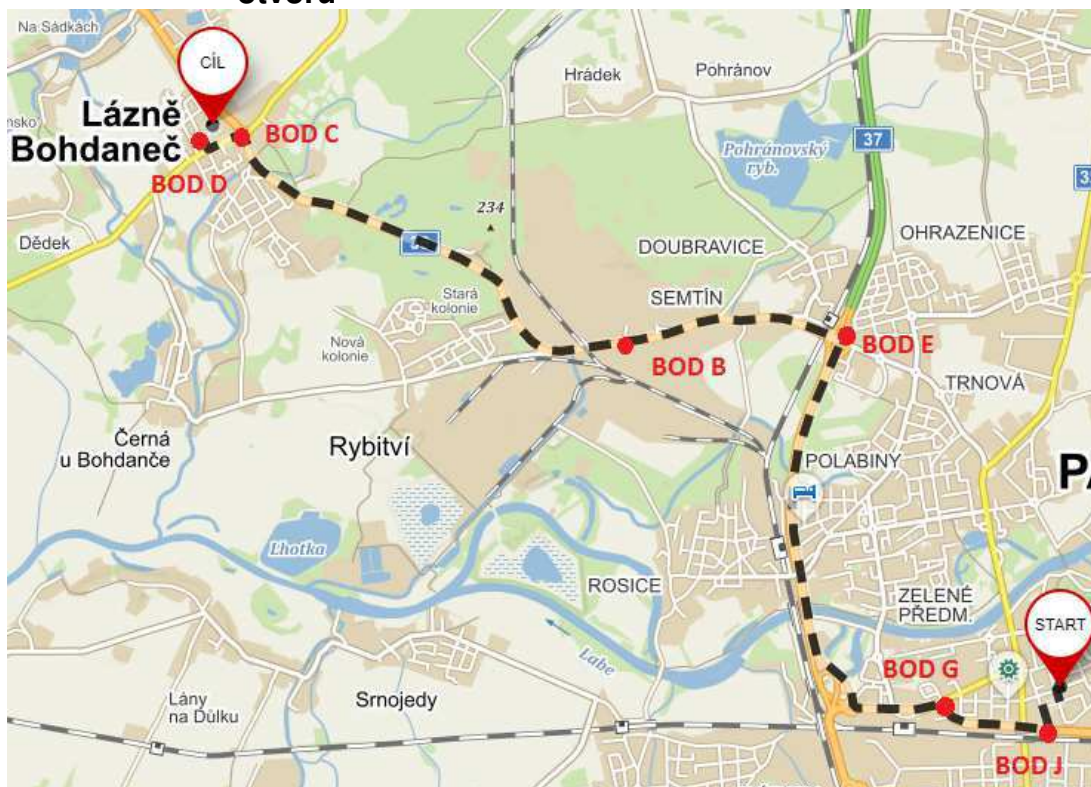 Na Sádkách
CÍL
Hrádek
Pohránov
Lázně
Bohdaneč
BOD C
37
Pohránovský
ryb.
BOD D
234
DOUBRAVICE
OHRAZENICE
Dědek
Stará
kolonie
SEMTÍN
Nová
kolonie
BOD B
BOD E
TRNOVÁ
Černá
u Bohdanče
Rybitví
POLABINY
Lhotka
ROSICE
ZELENÉ
PŘEDM.
START
Labe
BOD G
Lány
na Důlku
Srnojedy
BOD J